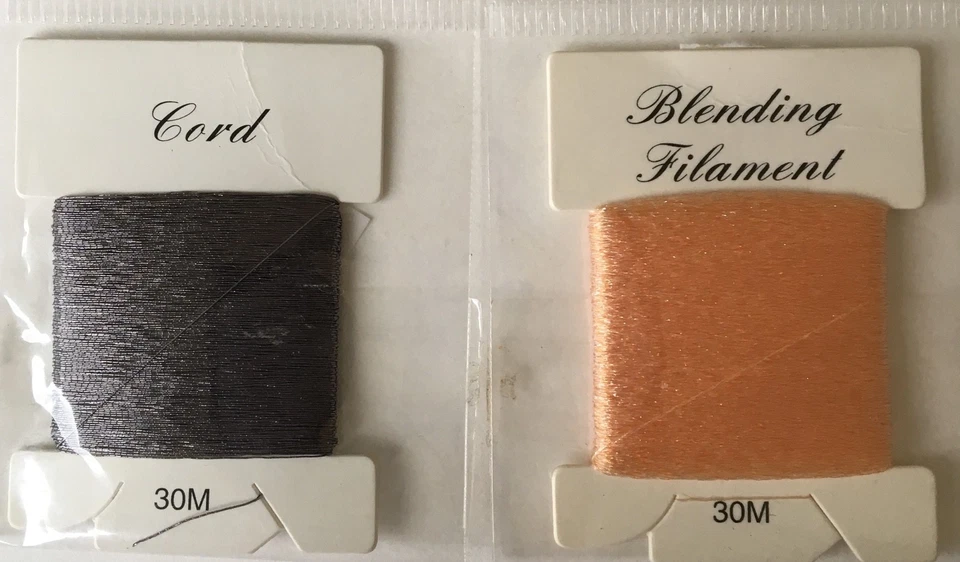 Cord
30M
Blending
Filament
30M